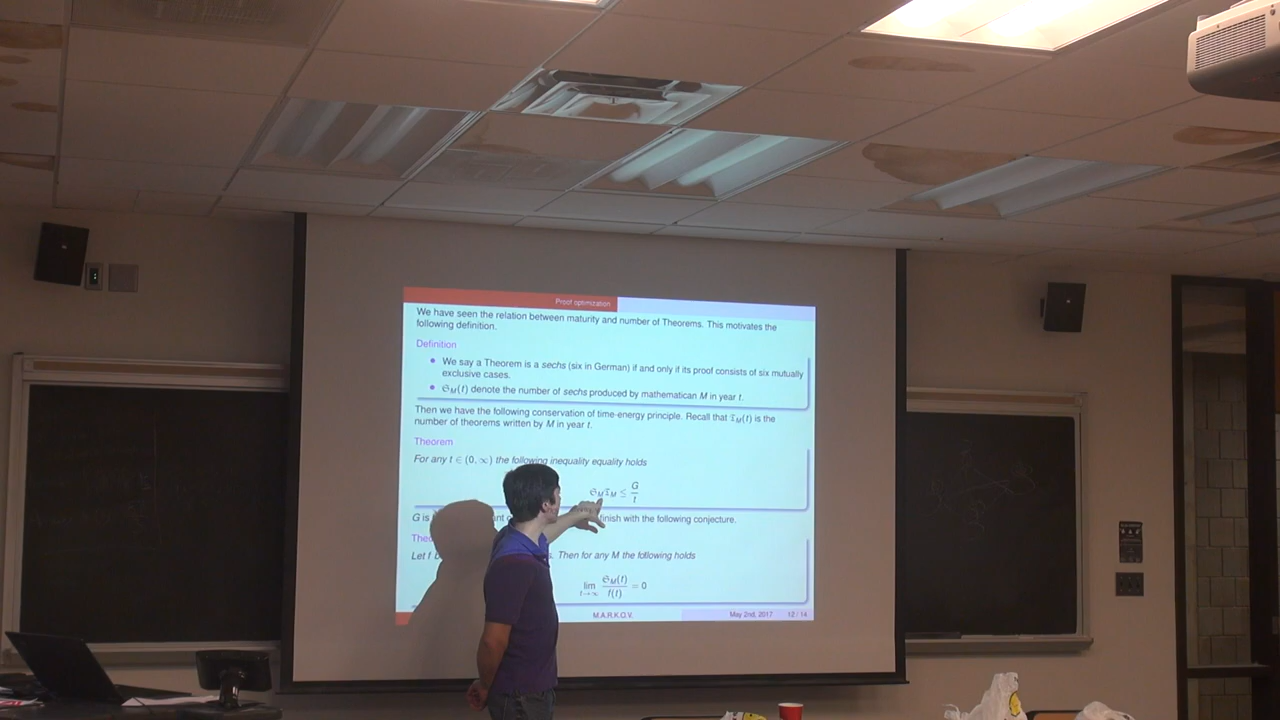 Proof optimization
We have seen the relation between maturity and number of Theorems. This motivates the
following definition.
Definition
We say a Theorem is a sechs (six in German) if and only if its proof consists of six mutually
exclusive cases.
𝔖_M(t) denote the number of sechs produced by mathematican M in year t.
Then we have the following conservation of time-energy principle. Recall that 𝔗_M(t) is the
number of theorems written by M in year t.
Theorem
For any t ∈ (0, ∞) the following inequality equality holds
𝔖_M 𝔗_M ≤ G/t
G is finish with the following conjecture.
Let f Then for any M the following holds
lim t→∞ 𝔖_M(t)/f(t) = 0
M.A.R.K.O.V. May 2nd, 2017 12 / 14